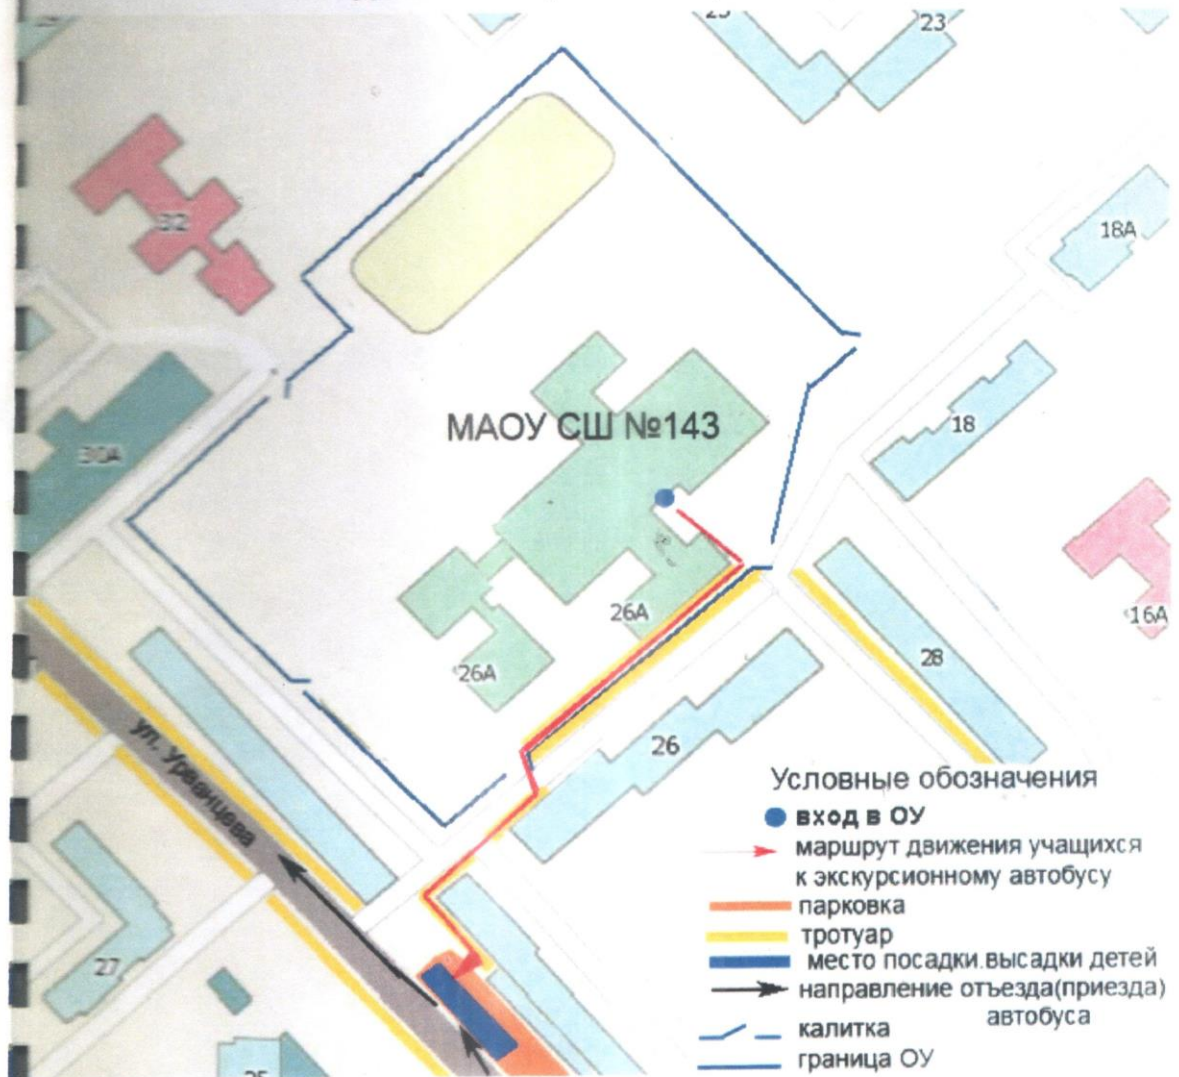 23
32
18А
МАОУ СШ №143
18
30А
26А
16А
28
26А
26
ул. Урванцева
Условные обозначения
вход в ОУ
маршрут движения учащихся
к экскурсионному автобусу
парковка
тротуар
27
место посадки.высадки детей
направление отъезда(приезда)
автобуса
калитка
граница ОУ